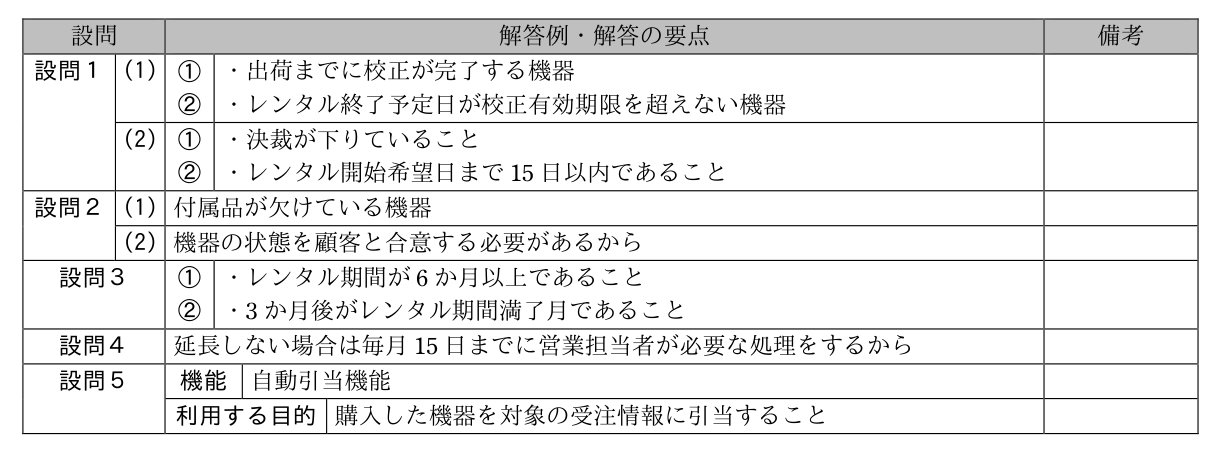 設問 解答例・解答の要点 備考
設問1 (1) ① ・出荷までに校正が完了する機器
② ・レンタル終了予定日が校正有効期限を超えない機器
(2) ① ・決裁が下りていること
② ・レンタル開始希望日まで 15 日以内であること
設問2 (1) 付属品が欠けている機器
(2) 機器の状態を顧客と合意する必要があるから
設問3 ① ・レンタル期間が 6 か月以上であること
② ・3 か月後がレンタル期間満了月であること
設問4 延長しない場合は毎月 15 日までに営業担当者が必要な処理をするから
設問5 機能 自動引当機能
利用する目的 購入した機器を対象の受注情報に引当すること